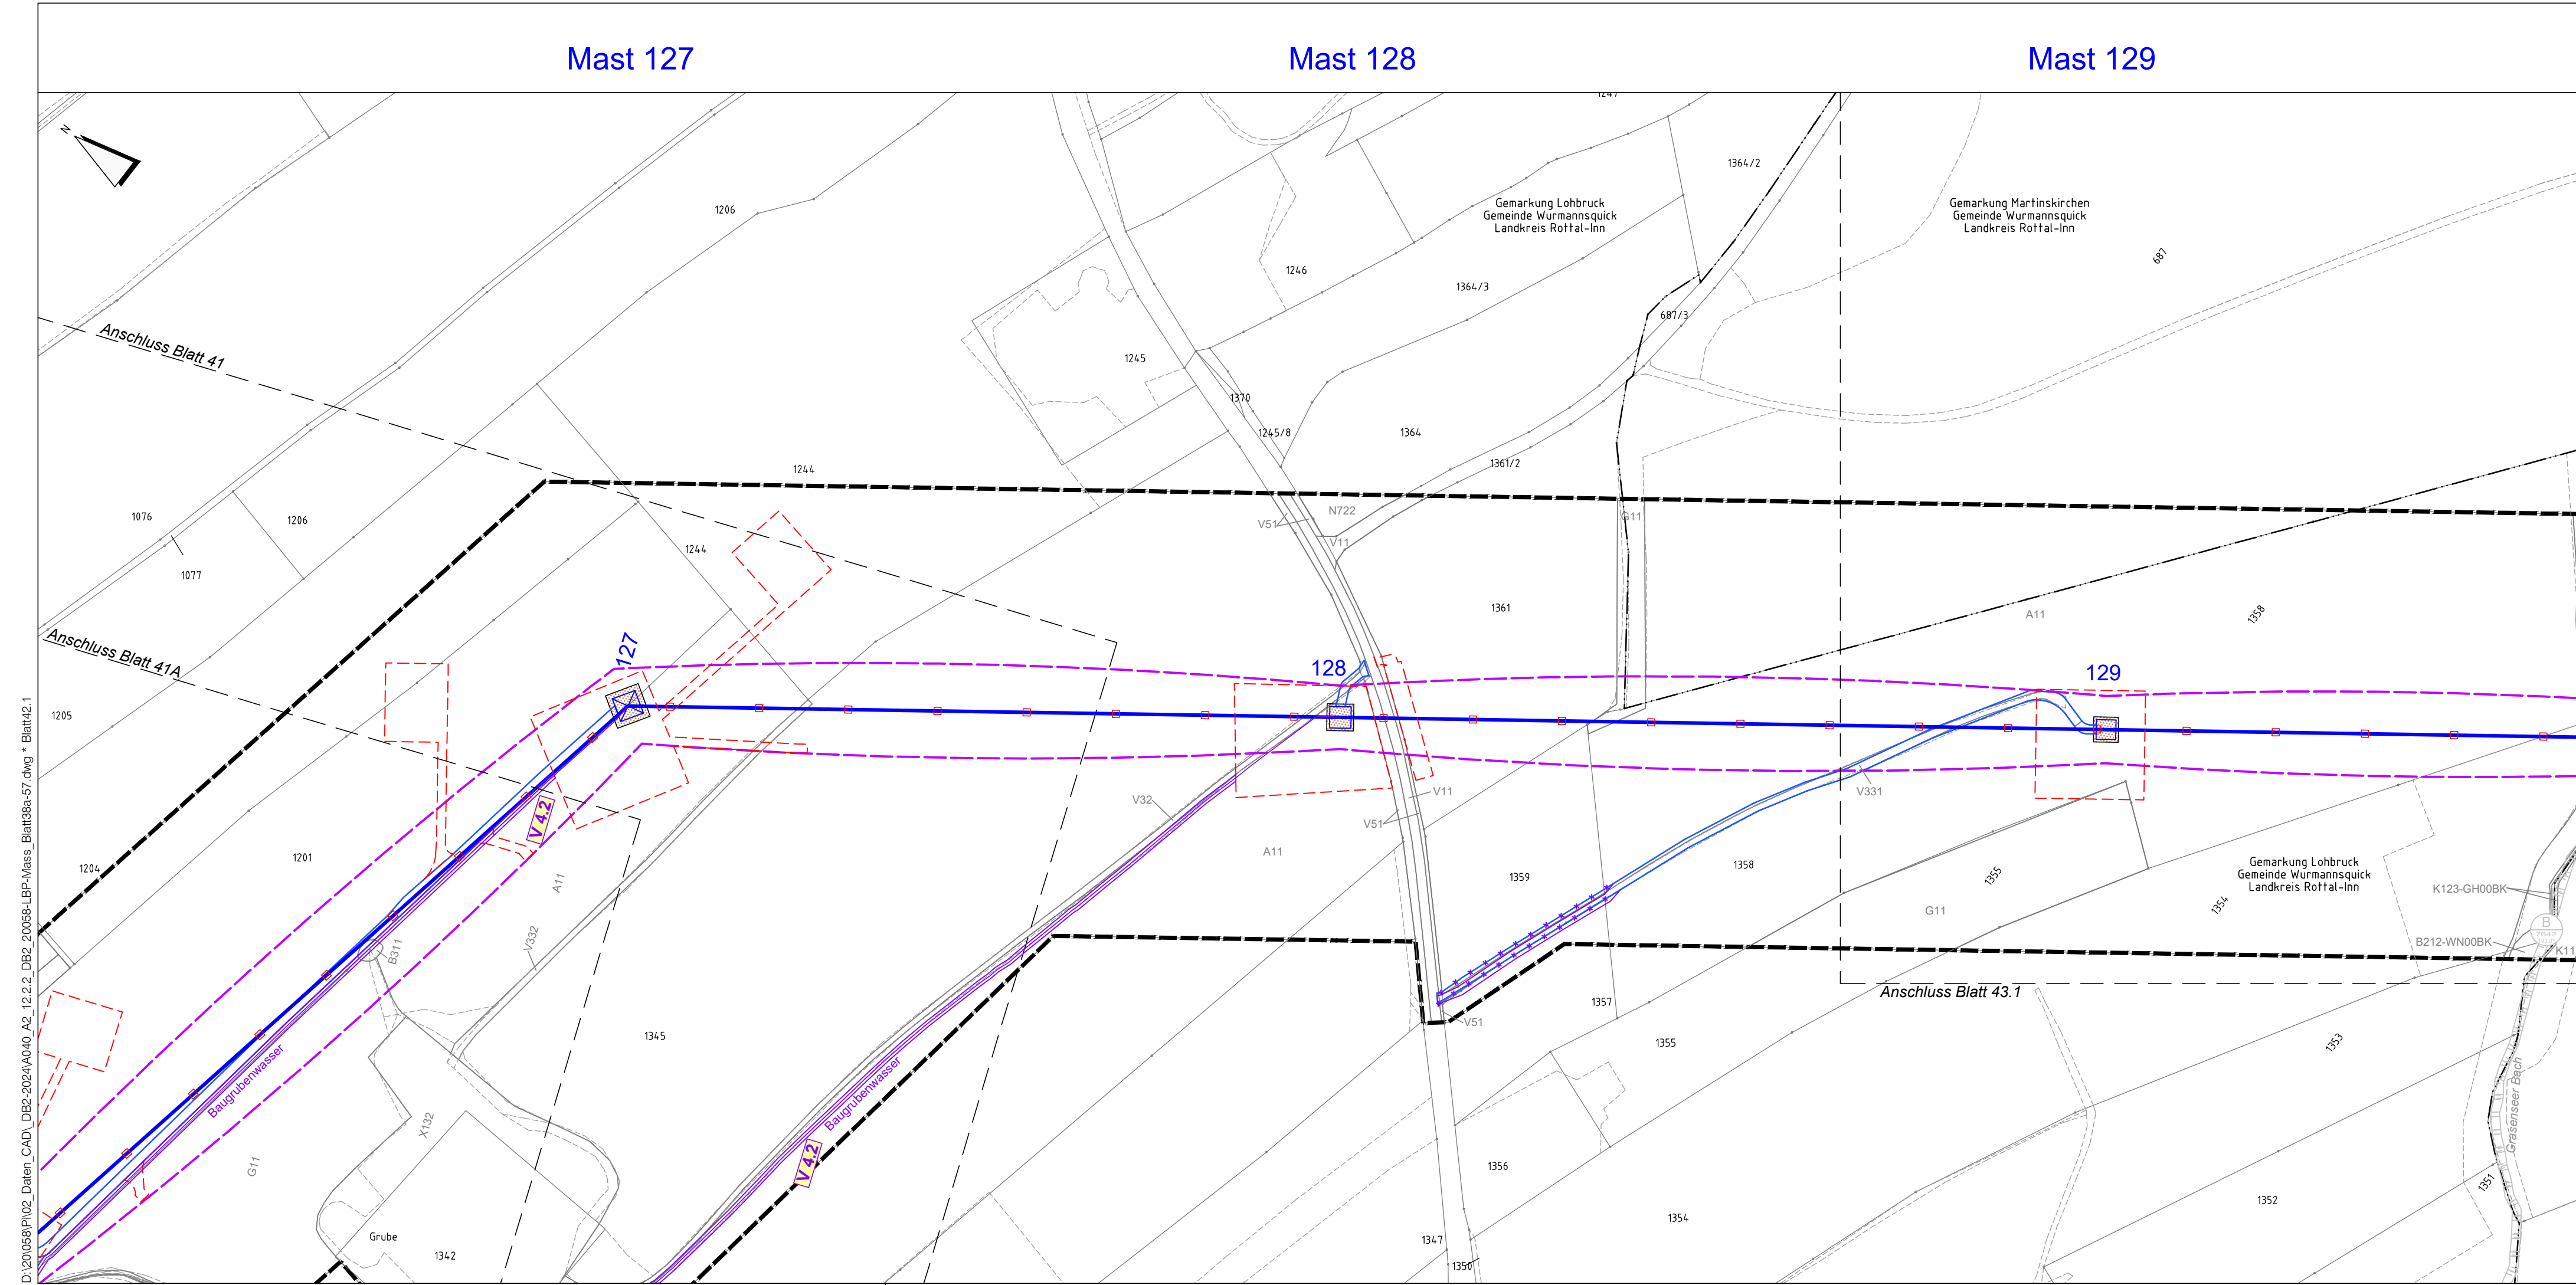 Mast 127
Mast 128
Mast 129
N
1364/2
Gemarkung Lohbruck
Gemeinde Wurmannsquick
Landkreis Rottal-Inn
Gemarkung Martinskirchen
Gemeinde Wurmannsquick
Landkreis Rottal-Inn
1206
687
1246
1364/3
687/3
Anschluss Blatt 41
1245
1370
1245/8
1364
1361/2
1244
1076
1206
V51
N722
G11
V11
1244
1077
1361
A11
1358
Anschluss Blatt 41A
127
128
129
1205
V 4.2
V32
V11
V331
V51
A11
1204
1201
A11
1359
1358
1355
1354
Gemarkung Lohbruck
Gemeinde Wurmannsquick
Landkreis Rottal-Inn
K123-GH00BK
G11
B
7642
B212-WN00BK
K11
B311
V332
Anschluss Blatt 43.1
1357
V51
1345
1355
1353
Baugrubenwasser
Baugrubenwasser
X132
V 4.2
G11
1356
Grasenseer Bach
1351
1352
1354
Grube
1342
1347
1350
D:\20\058\PI\02_Daten_CAD\_DB2-2024\A040_A2_12.2.2_DB2_20058-LBP-Mass_Blatt38a-57.dwg * Blatt42.1